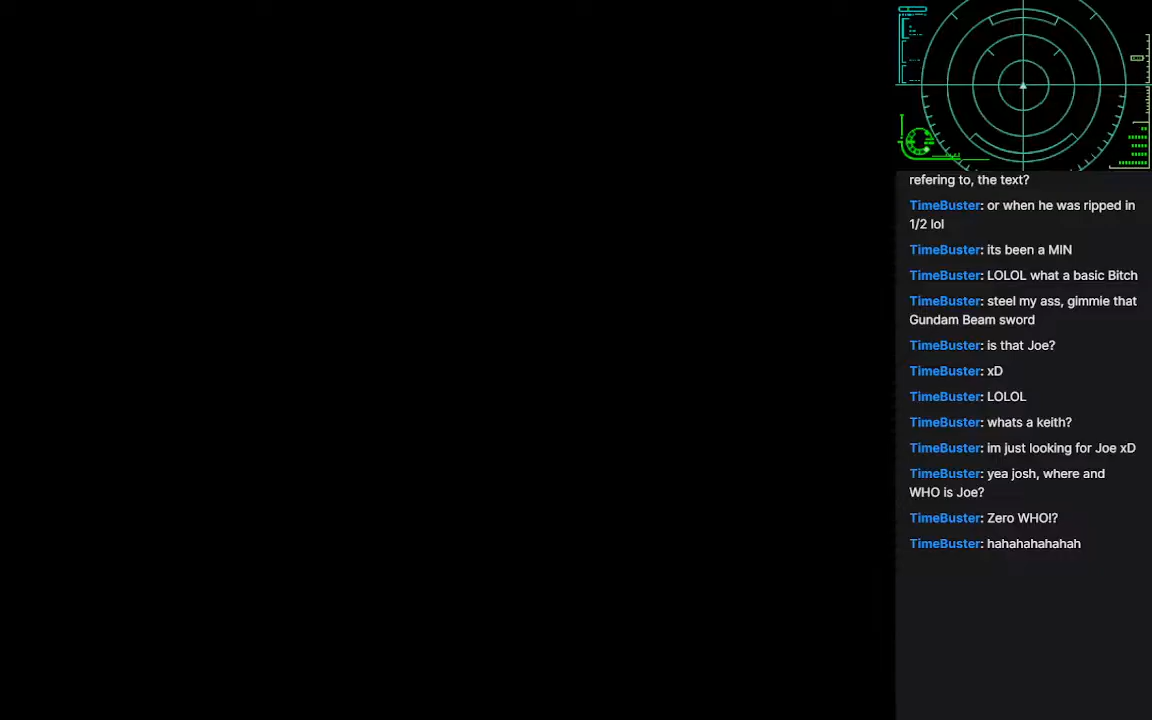 refering to, the text?
TimeBuster: or when he was ripped in
1/2 lol
TimeBuster: its been a MIN
TimeBuster: LOLOL what a basic Bitch
TimeBuster: steel my ass, gimmie that
Gundam Beam sword
TimeBuster: is that Joe?
TimeBuster: xD
TimeBuster: LOLOL
TimeBuster: whats a keith?
TimeBuster: im just looking for Joe xD
TimeBuster: yea josh, where and
WHO is Joe?
TimeBuster: Zero WHO!?
TimeBuster: hahahahahahah